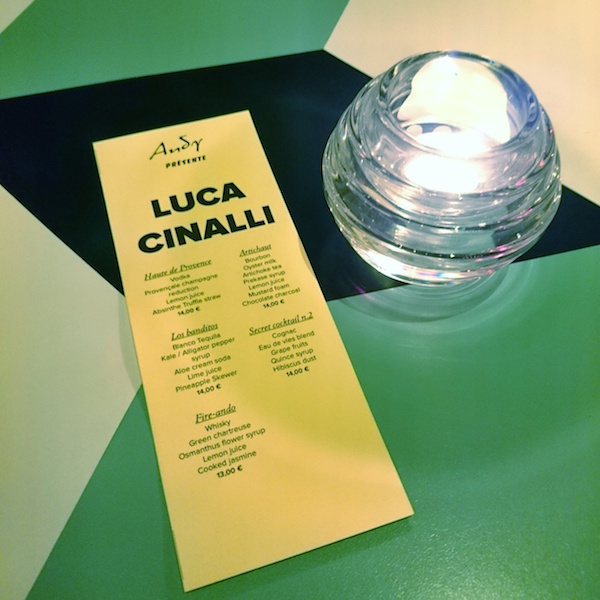 Andy
PRÉSENTE
LUCA
CINALLI
Haute de Provence
Vodka
Provençale champagne
reduction
Lemon juice
Absinthe Truffle straw
14,00 €
Artichaut
Bourbon
Oyster milk
Artichoke tea
Prekase syrup
Lemon juice
Mustard foam
Chocolate charcoal
14,00 €
Los banditos
Blanco Tequila
Kale / Alligator pepper
syrup
Aloe cream soda
Lime juice
Pineapple Skewer
14,00 €
Secret cocktail n.2
Cognac
Eau de vies blend
Grape fruits
Quince syrup
Hibiscus dust
14,00 €
Fire-ando
Whisky
Green chartreuse
Osmanthus flower syrup
Lemon juice
Cooked jasmine
13,00 €